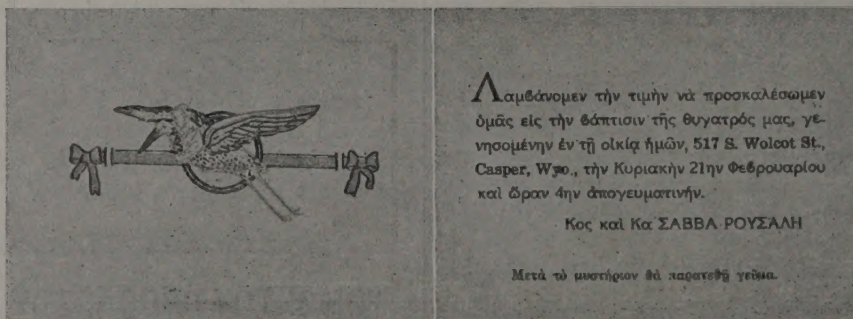 Λαμβάνομεν τὴν τιμὴν νὰ προσκαλέσωμεν
ὑμᾶς εἰς τὴν βάπτισιν τῆς θυγατρός μας, γε-
νησομένην ἐν τῇ οἰκίᾳ ἡμῶν, 517 S. Wolcot St.,
Casper, Wyo., τὴν Κυριακὴν 21ην Φεβρουαρίου
καὶ ὥραν 4ην ἀπογευματινήν.
Κος καὶ Κα ΣΑΒΒΑ ΡΟΥΣΑΛΗ
Μετὰ τὸ μυστήριον θὰ παρατεθῇ γεῦμα.